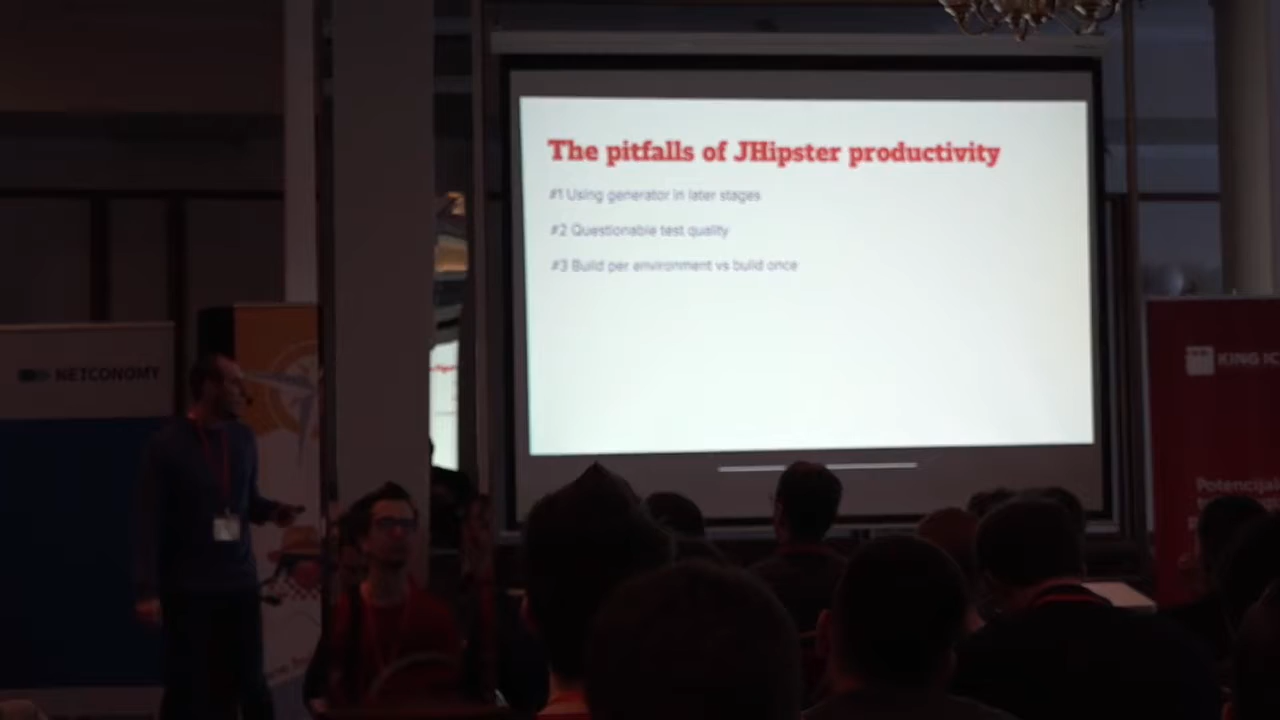 The pitfalls of JHipster productivity
#1 Using generator in later stages
#2 Questionable test quality
#3 Build per environment vs build once
NETCONOMY
KING IC
Potencijal